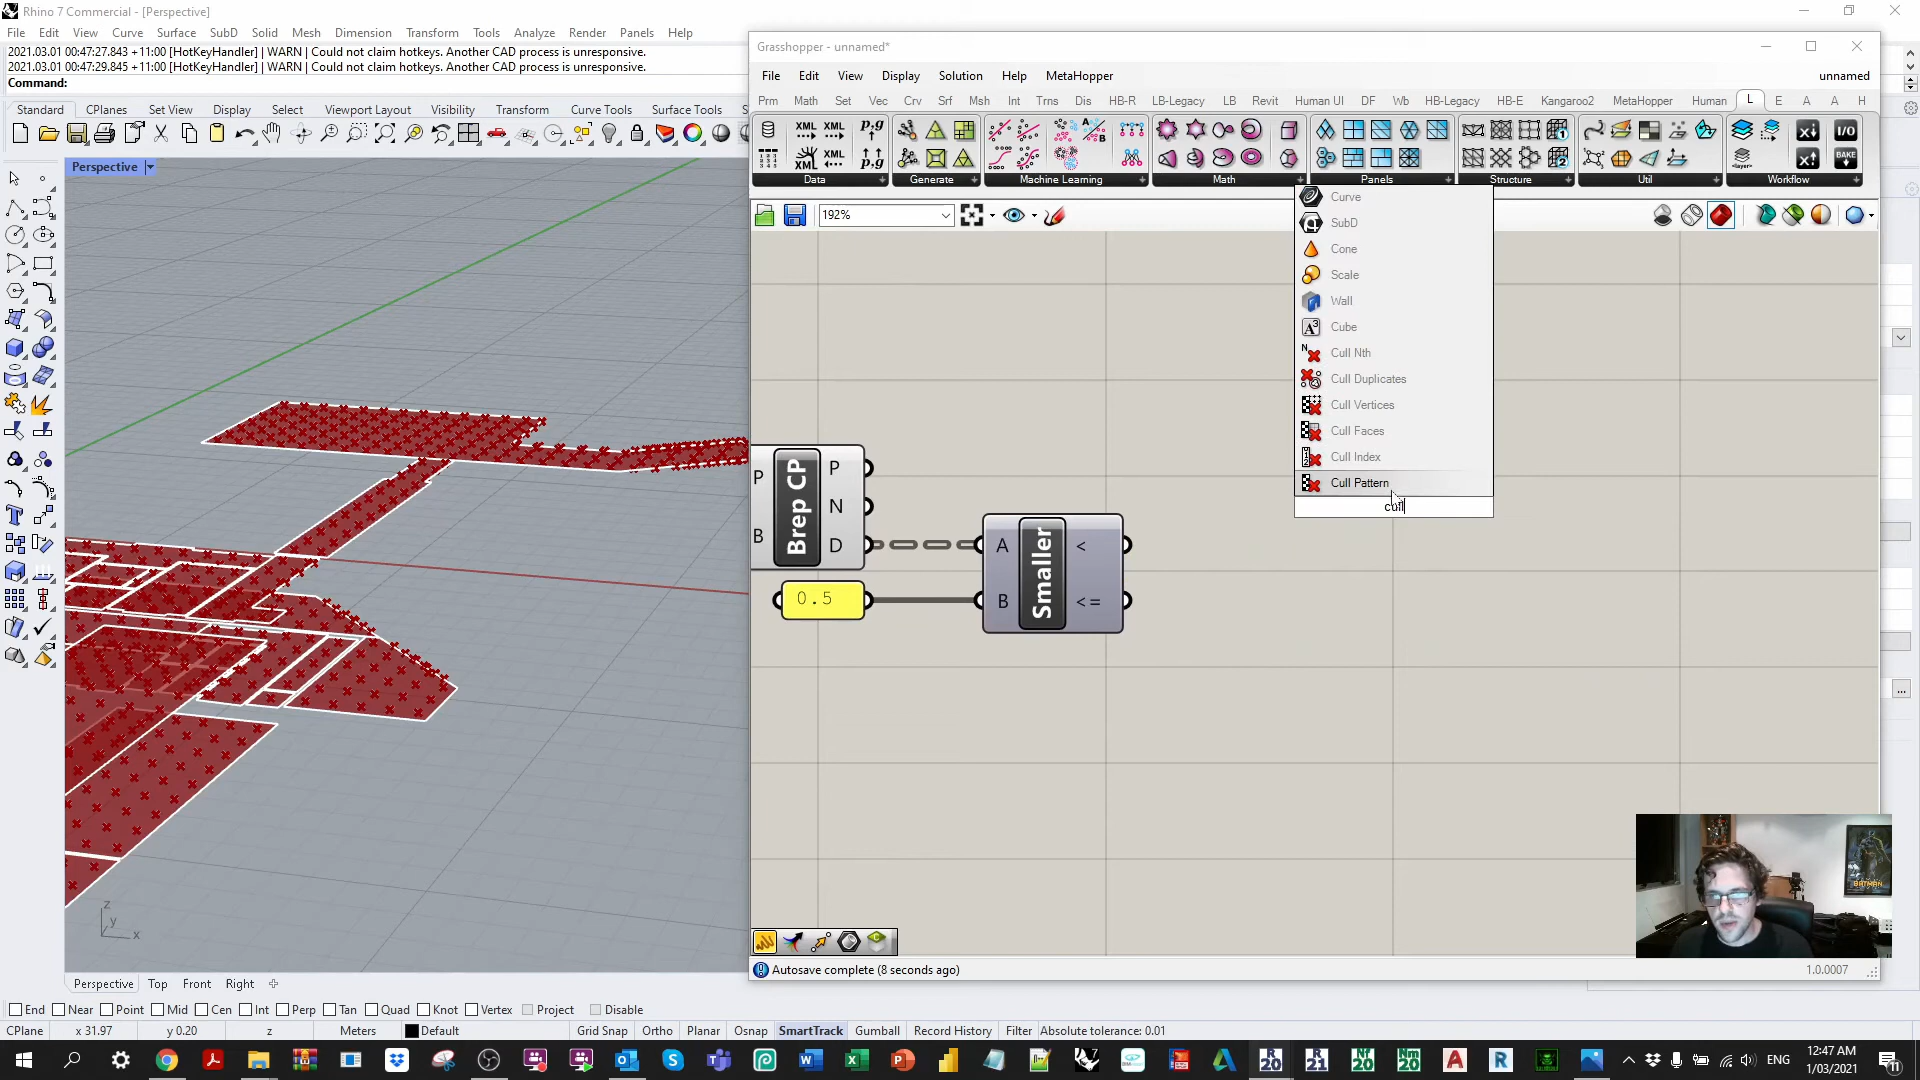 Rhino 7 Commercial - [Perspective]
File Edit View Curve Surface SubD Solid Mesh Dimension Transform Tools Analyze Render Panels Help
2021.03.01 00:47:27.843 +11:00 [HotKeyHandler] | WARN | Could not claim hotkeys. Another CAD process is unresponsive.
2021.03.01 00:47:29.845 +11:00 [HotKeyHandler] | WARN | Could not claim hotkeys. Another CAD process is unresponsive.
Command:
Standard CPlanes Set View Display Select Viewport Layout Visibility Transform Curve Tools Surface Tools
Perspective
Grasshopper - unnamed*
File Edit View Display Solution Help MetaHopper unnamed
Prm Math Set Vec Crv Srf Msh Int Trns Dis HB-R LB-Legacy LB Revit Human UI DF Wb HB-Legacy HB-E Kangaroo2 MetaHopper Human L E A A H
Data Generate Machine Learning Math Panels Structure Util Workflow
192%
Curve
SubD
Cone
Scale
Wall
Cube
Cull Nth
Cull Duplicates
Cull Vertices
Cull Faces
Cull Index
Cull Pattern
cull
P
B
Brep CP
P
N
D
0.5
A
B
Smaller
<
<=
z
y
x
BATMAN
Autosave complete (8 seconds ago)
1.0.0007
Perspective Top Front Right
End Near Point Mid Cen Int Perp Tan Quad Knot Vertex Project Disable
CPlane x 31.97 y 0.20 z Meters Default Grid Snap Ortho Planar Osnap SmartTrack Gumball Record History Filter Absolute tolerance: 0.01
ENG
12:47 AM
1/03/2021